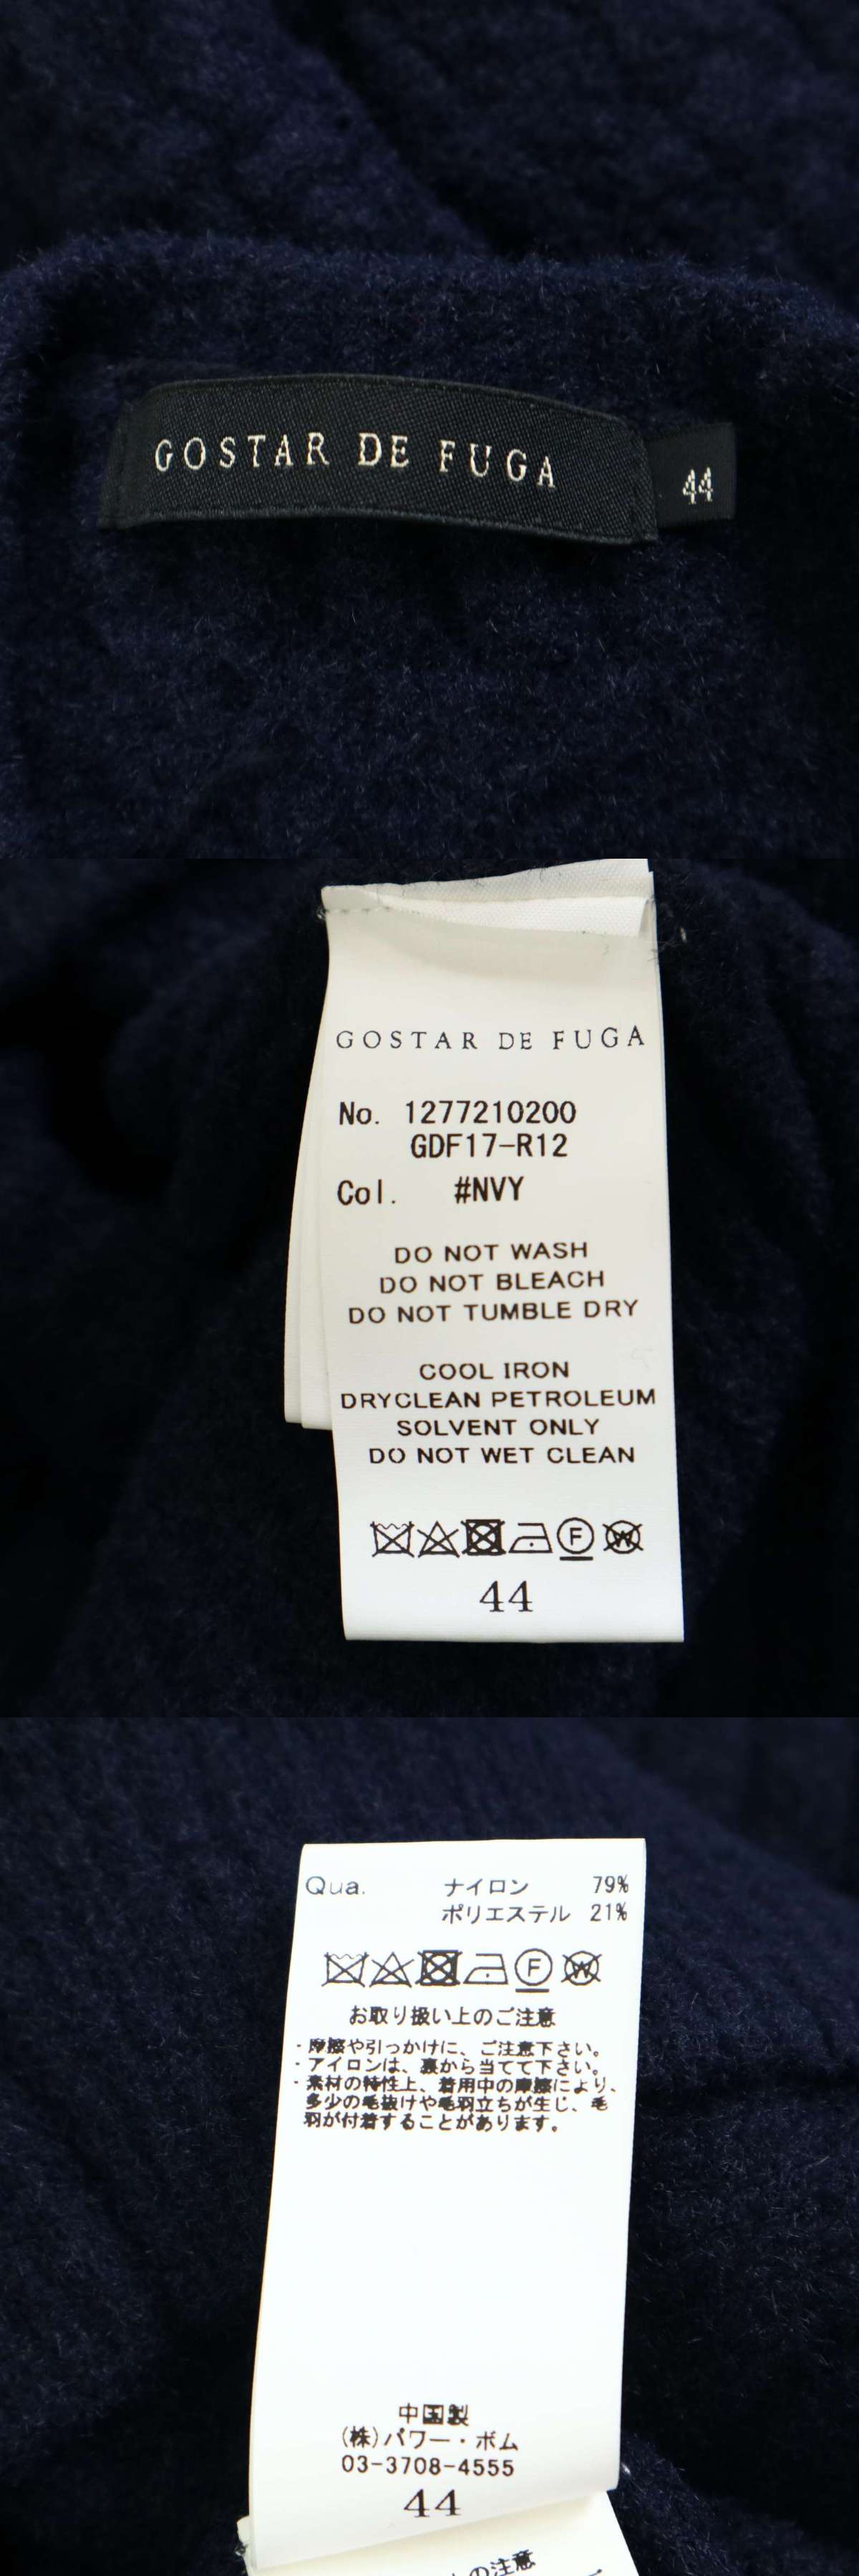 GOSTAR DE FUGA
44
GOSTAR DE FUGA
No. 1277210200
GDF17-R12
Col. #NVY
DO NOT WASH
DO NOT BLEACH
DO NOT TUMBLE DRY
COOL IRON
DRYCLEAN PETROLEUM
SOLVENT ONLY
DO NOT WET CLEAN
F W
44
Qua. ナイロン 79%
ポリエステル 21%
F W
お取り扱い上のご注意
・摩擦や引っかけに、ご注意下さい。
・アイロンは、裏から当てて下さい。
・素材の特性上、着用中の摩擦により、
多少の毛抜けや毛羽立ちが生じ、毛
羽が付着することがあります。
中国製
(株)パワー・ボム
03-3708-4555
44
の注意